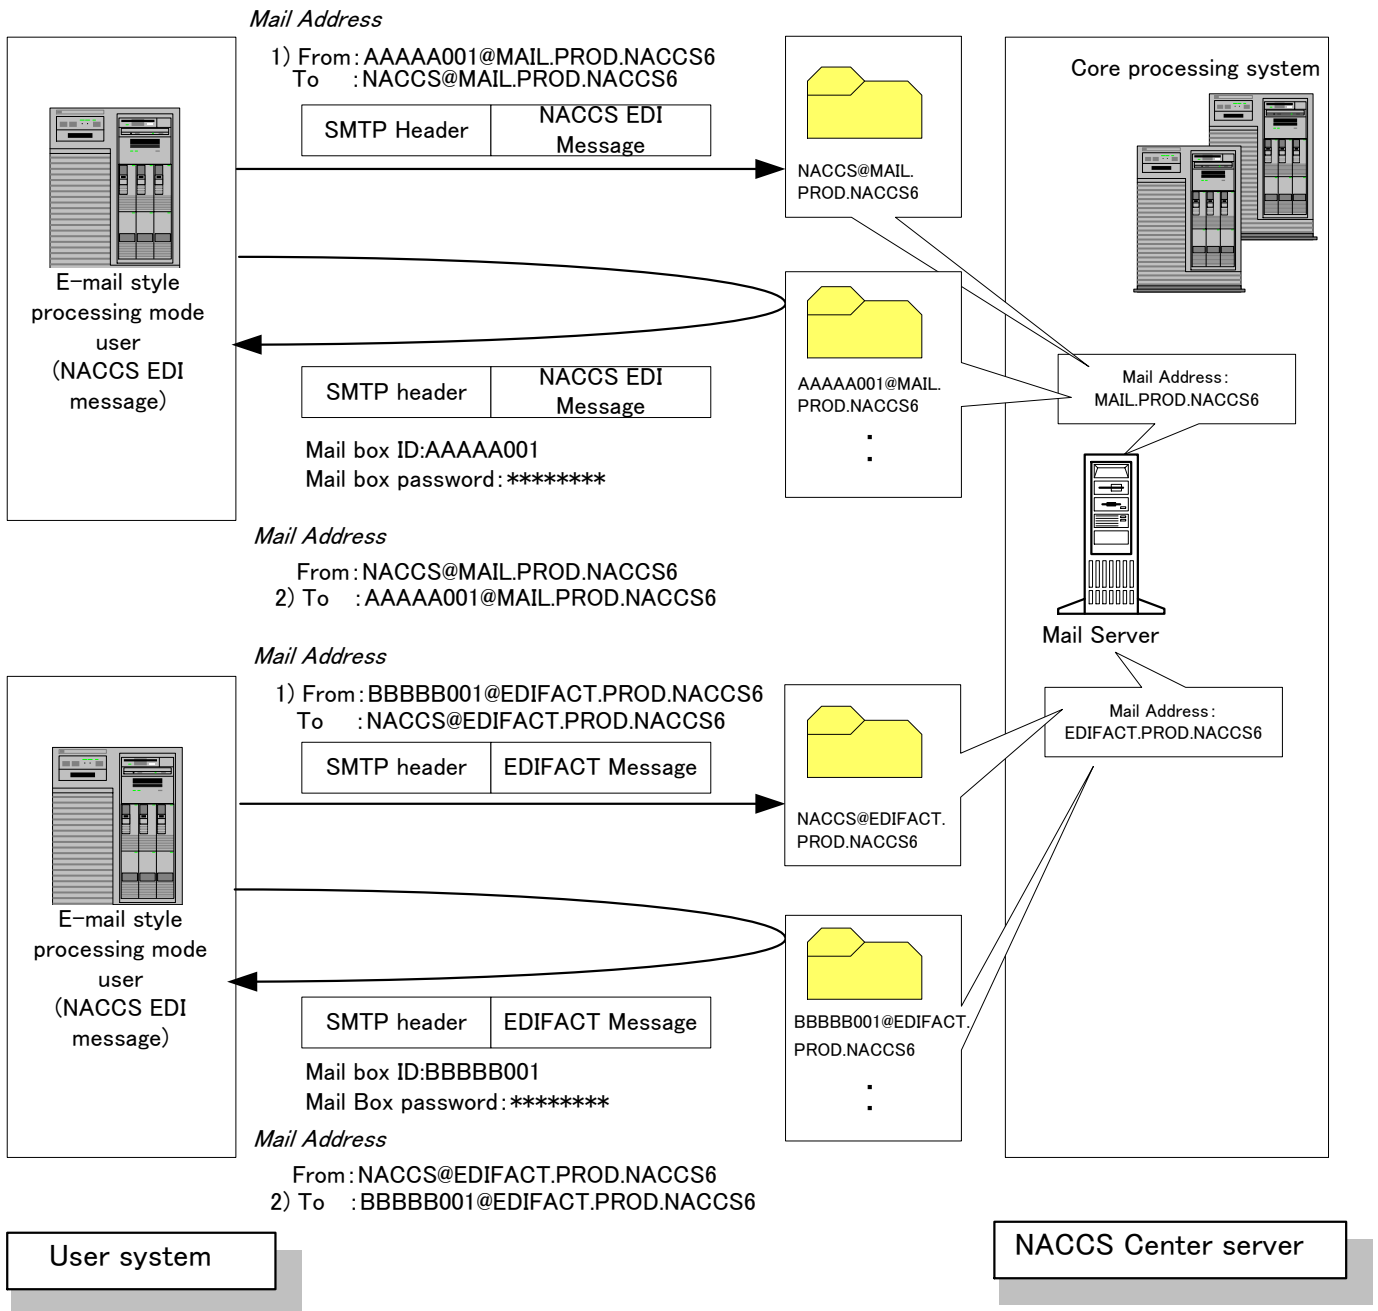 Mail Address
1) From:AAAAA001@MAIL.PROD.NACCS6
To :NACCS@MAIL.PROD.NACCS6
SMTP Header
NACCS EDI
Message
NACCS@MAIL.
PROD.NACCS6
Core processing system
E-mail style
processing mode
user
(NACCS EDI
message)
SMTP header
NACCS EDI
Message
Mail box ID:AAAAA001
Mail box password:********
AAAAA001@MAIL.
PROD.NACCS6
:
Mail Address:
MAIL.PROD.NACCS6
Mail Address
From:NACCS@MAIL.PROD.NACCS6
2) To :AAAAA001@MAIL.PROD.NACCS6
Mail Server
Mail Address
1) From:BBBBB001@EDIFACT.PROD.NACCS6
To :NACCS@EDIFACT.PROD.NACCS6
SMTP header
EDIFACT Message
NACCS@EDIFACT.
PROD.NACCS6
Mail Address:
EDIFACT.PROD.NACCS6
E-mail style
processing mode
user
(NACCS EDI
message)
SMTP header
EDIFACT Message
Mail box ID:BBBBB001
Mail Box password:********
BBBBB001@EDIFACT.
PROD.NACCS6
:
Mail Address
From:NACCS@EDIFACT.PROD.NACCS6
2) To :BBBBB001@EDIFACT.PROD.NACCS6
User system
NACCS Center server